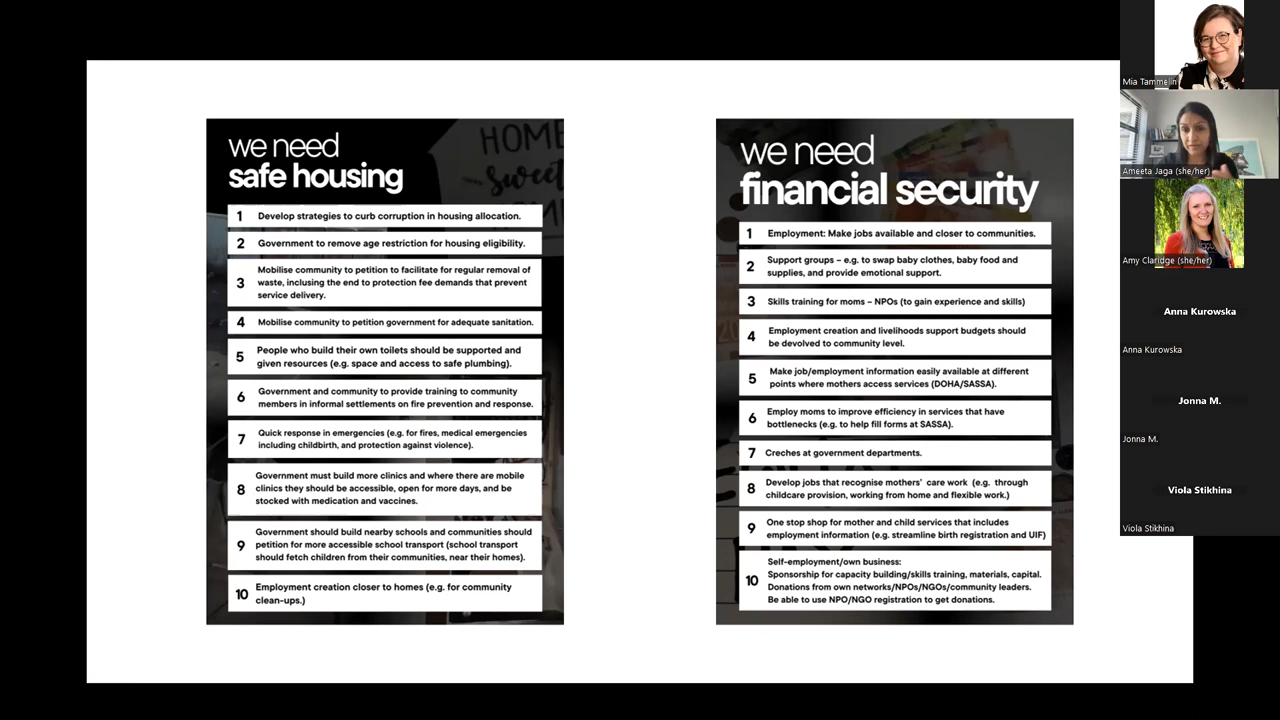 we need
safe housing
1 Develop strategies to curb corruption in housing allocation.
2 Government to remove age restriction for housing eligibility.
3 Mobilise community to petition to facilitate for regular removal of
waste, inclusing the end to protection fee demands that prevent
service delivery.
4 Mobilise community to petition government for adequate sanitation.
5 People who build their own toilets should be supported and
given resources (e.g. space and access to safe plumbing).
6 Government and community to provide training to community
members in informal settlements on fire prevention and response.
7 Quick response in emergencies (e.g. for fires, medical emergencies
including childbirth, and protection against violence).
8 Government must build more clinics and where there are mobile
clinics they should be accessible, open for more days, and be
stocked with medication and vaccines.
9 Government should build nearby schools and communities should
petition for more accessible school transport (school transport
should fetch children from their communities, near their homes).
10 Employment creation closer to homes (e.g. for community
clean-ups.)
HOME
sweet
we need
financial security
1 Employment: Make jobs available and closer to communities.
2 Support groups – e.g. to swap baby clothes, baby food and
supplies, and provide emotional support.
3 Skills training for moms – NPOs (to gain experience and skills)
4 Employment creation and livelihoods support budgets should
be devolved to community level.
5 Make job/employment information easily available at different
points where mothers access services (DOHA/SASSA).
6 Employ moms to improve efficiency in services that have
bottlenecks (e.g. to help fill forms at SASSA).
7 Creches at government departments.
8 Develop jobs that recognise mothers' care work (e.g. through
childcare provision, working from home and flexible work.)
9 One stop shop for mother and child services that includes
employment information (e.g. streamline birth registration and UIF)
10 Self-employment/own business:
Sponsorship for capacity building/skills training, materials, capital.
Donations from own networks/NPOs/NGOs/community leaders.
Be able to use NPO/NGO registration to get donations.
Mia Tammelin
Ameeta Jaga (she/her)
Amy Claridge (she/her)
Anna Kurowska
Anna Kurowska
Jonna M.
Jonna M.
Viola Stikhina
Viola Stikhina